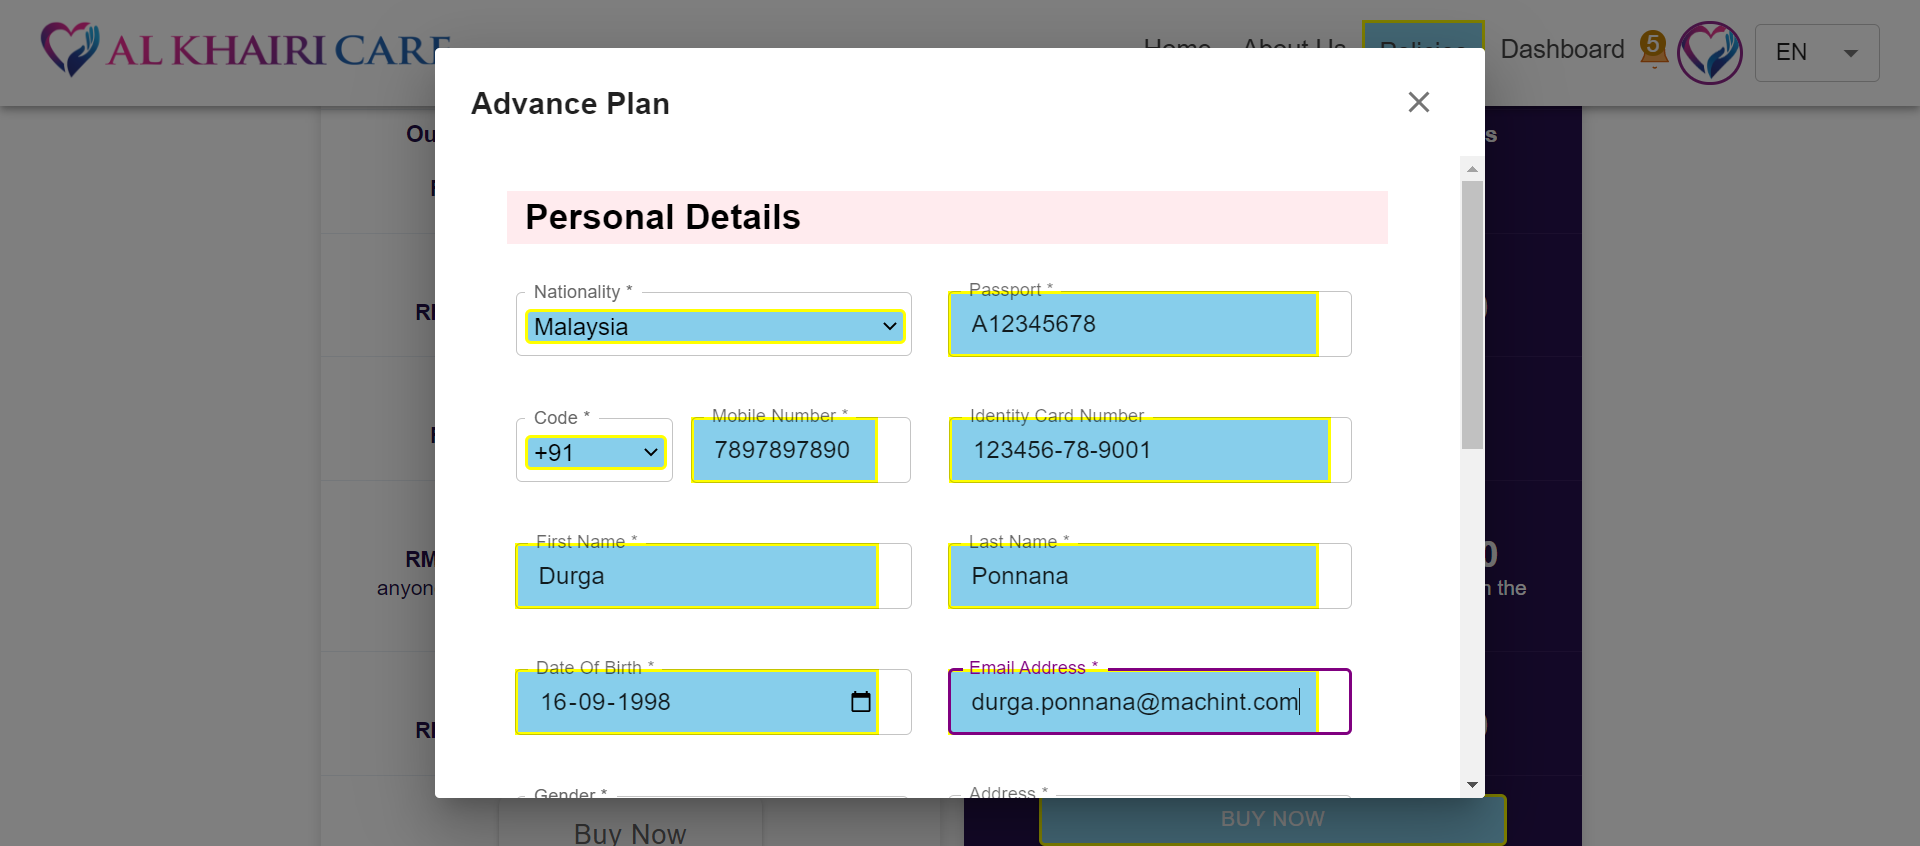 AL KHAIRI CARE
Home About Us Policies Dashboard 5 EN
Advance Plan
Personal Details
Nationality *
Malaysia
Passport *
A12345678
Code *
+91
Mobile Number *
7897897890
Identity Card Number
123456-78-9001
First Name *
Durga
Last Name *
Ponnana
Date Of Birth *
16-09-1998
Email Address *
durga.ponnana@machint.com
Gender *
Address *
Ou
RM
anyon
the
Buy Now
BUY NOW